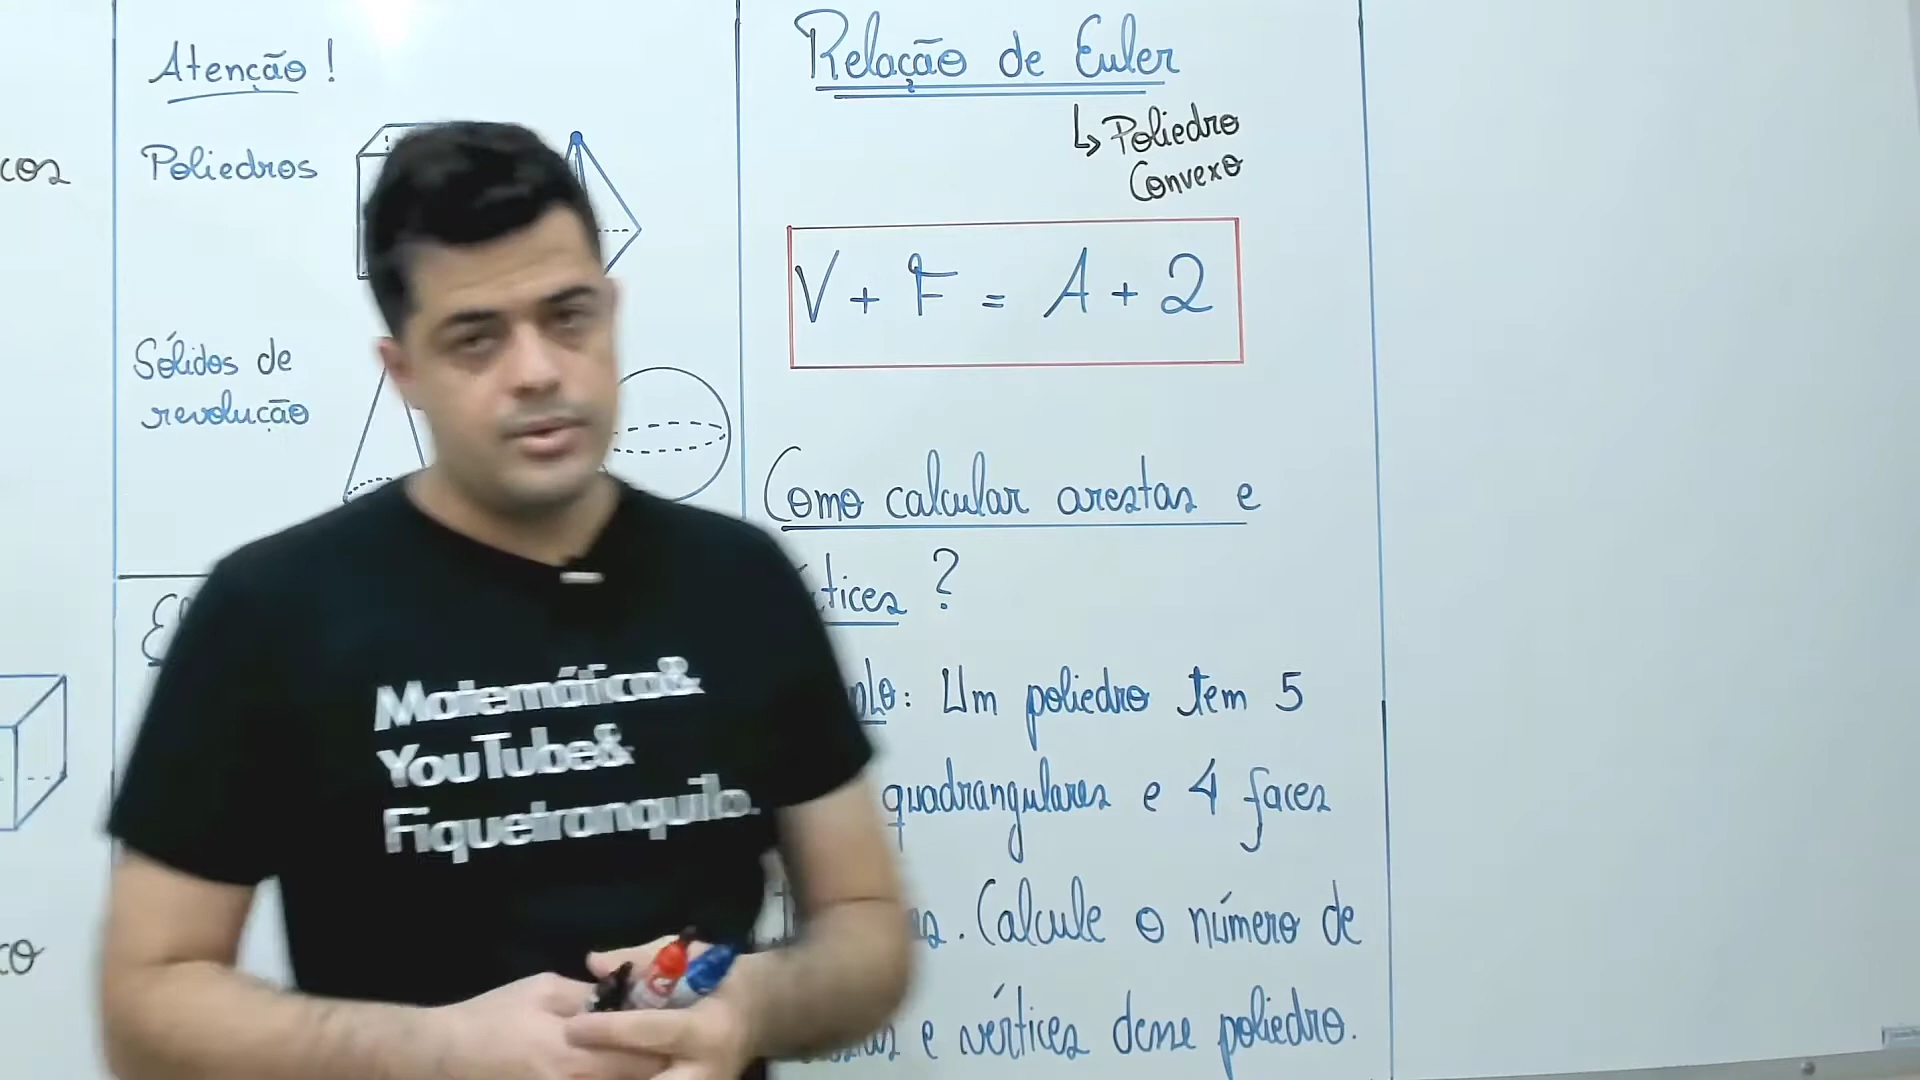 Atenção!
Poliedros
Sólidos de
revolução
Relação de Euler
↳ Poliedro
Convexo
V + F = A + 2
Como calcular arestas e
?
: Um poliedro tem 5
quadrangulares e 4 faces
. Calcule o número de
e vértices desse poliedro.
Matemática&
YouTube&
Fiquetranquilo.